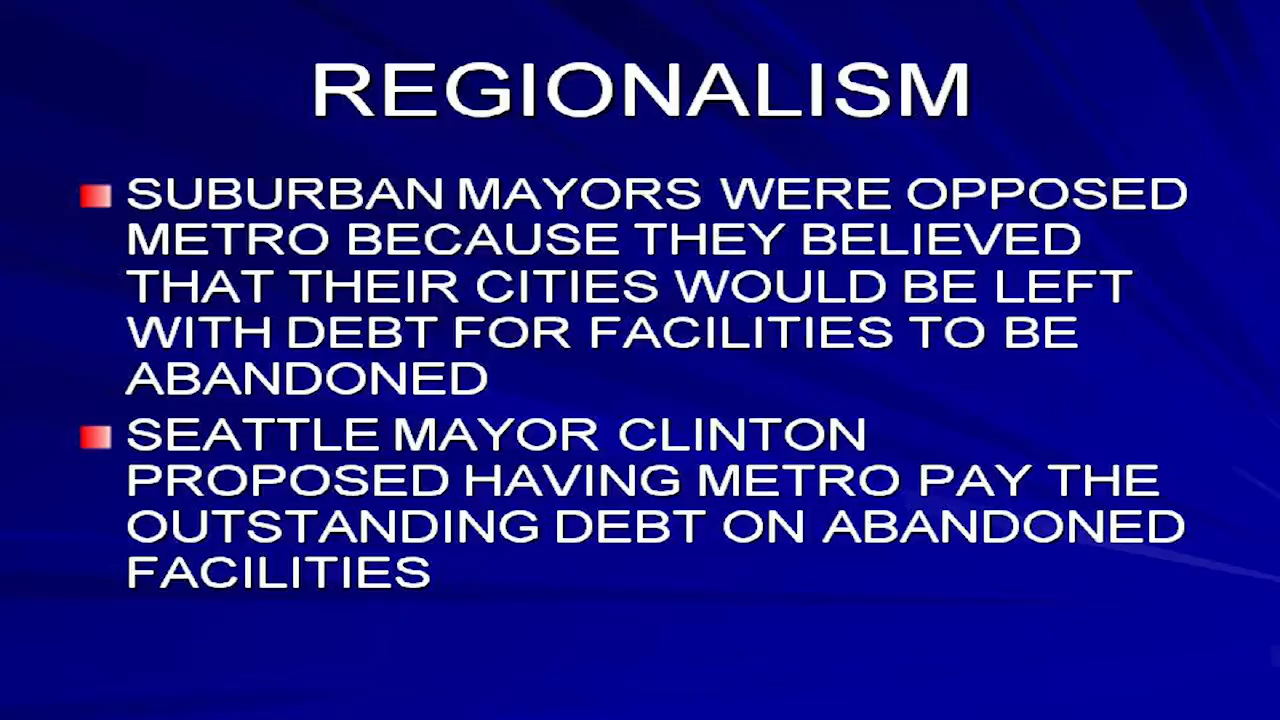 REGIONALISM
SUBURBAN MAYORS WERE OPPOSED
METRO BECAUSE THEY BELIEVED
THAT THEIR CITIES WOULD BE LEFT
WITH DEBT FOR FACILITIES TO BE
ABANDONED
SEATTLE MAYOR CLINTON
PROPOSED HAVING METRO PAY THE
OUTSTANDING DEBT ON ABANDONED
FACILITIES